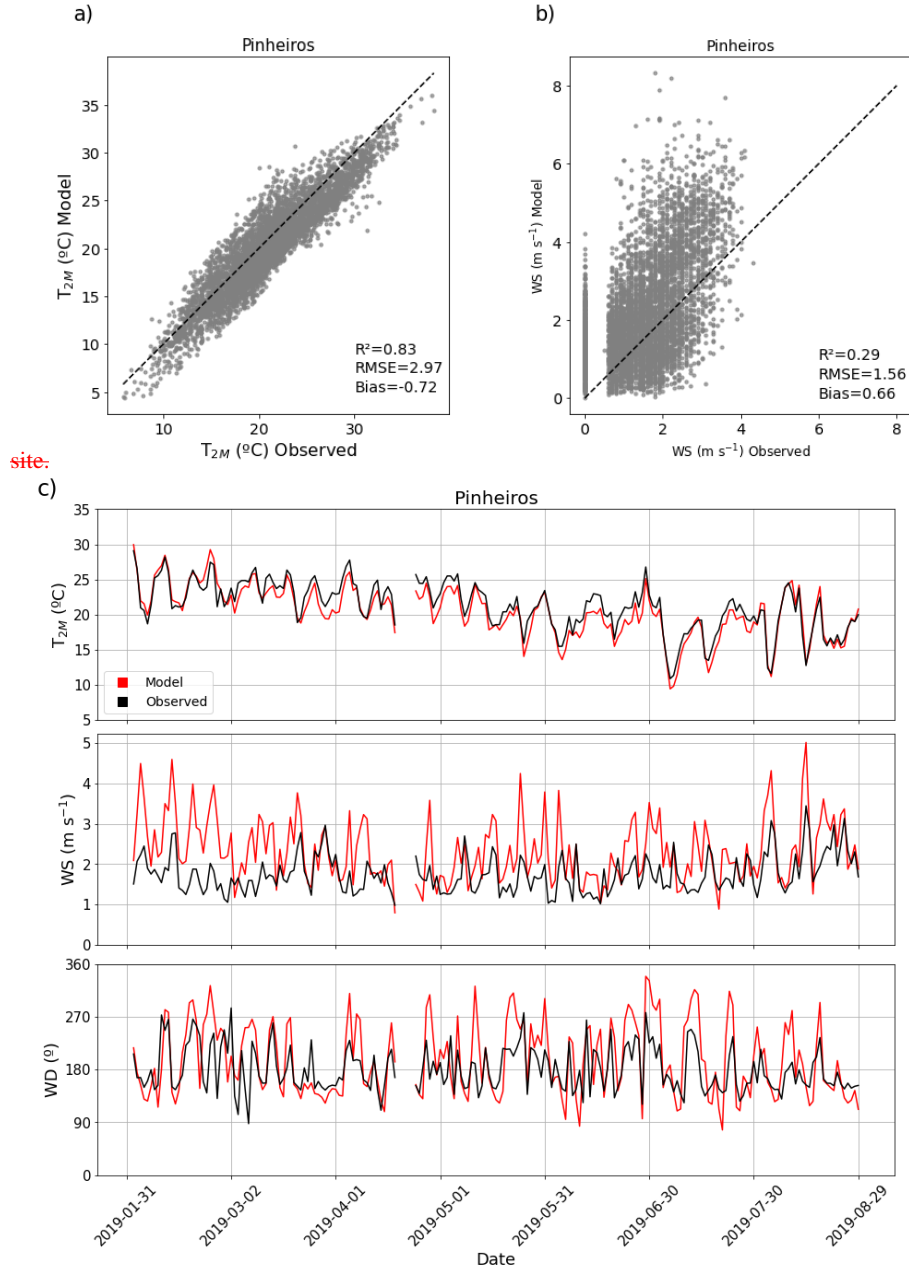 a)
Pinheiros
T2M (ºC) Model
35
30
25
20
15
10
5
R²=0.83
RMSE=2.97
Bias=-0.72
10
20
30
T2M (ºC) Observed
b)
Pinheiros
WS (m s⁻¹) Model
8
6
4
2
0
R²=0.29
RMSE=1.56
Bias=0.66
0
2
4
6
8
WS (m s⁻¹) Observed
site.
c)
Pinheiros
T2M (ºC)
35
30
25
20
15
10
5
Model
Observed
WS (m s⁻¹)
5
4
3
2
1
0
WD (º)
360
270
180
90
0
2019-01-31
2019-03-02
2019-04-01
2019-05-01
2019-05-31
2019-06-30
2019-07-30
2019-08-29
Date